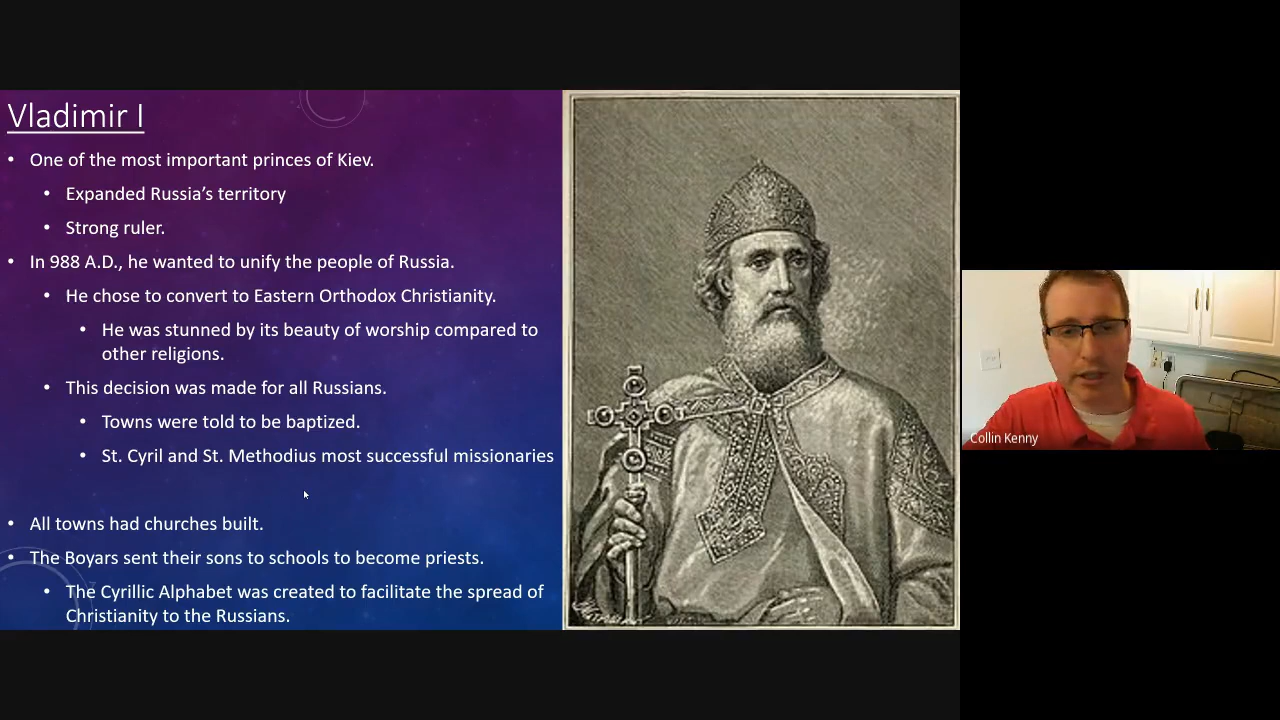 Vladimir I
• One of the most important princes of Kiev.
• Expanded Russia's territory
• Strong ruler.
• In 988 A.D., he wanted to unify the people of Russia.
• He chose to convert to Eastern Orthodox Christianity.
• He was stunned by its beauty of worship compared to
other religions.
• This decision was made for all Russians.
• Towns were told to be baptized.
• St. Cyril and St. Methodius most successful missionaries
• All towns had churches built.
• The Boyars sent their sons to schools to become priests.
• The Cyrillic Alphabet was created to facilitate the spread of
Christianity to the Russians.
Collin Kenny